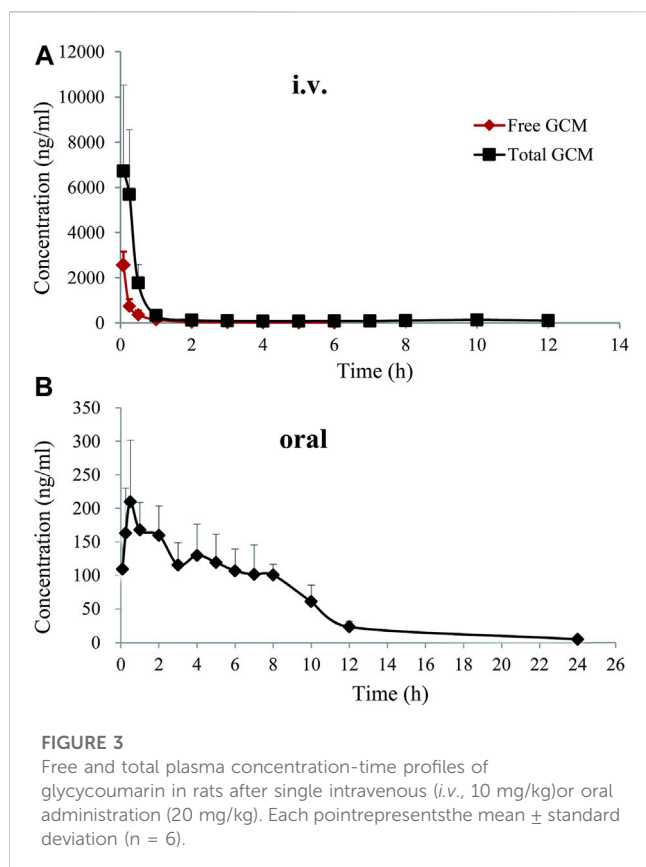 A
i.v.
12000
10000
8000
6000
4000
2000
0
Concentration (ng/ml)
Free GCM
Total GCM
0 2 4 6 8 10 12 14
Time (h)
B
oral
350
300
250
200
150
100
50
0
Concentration (ng/ml)
0 2 4 6 8 10 12 14 16 18 20 22 24 26
Time (h)
FIGURE 3
Free and total plasma concentration-time profiles of
glycycoumarin in rats after single intravenous (i.v., 10 mg/kg)or oral
administration (20 mg/kg). Each pointrepresentsthe mean ± standard
deviation (n = 6).